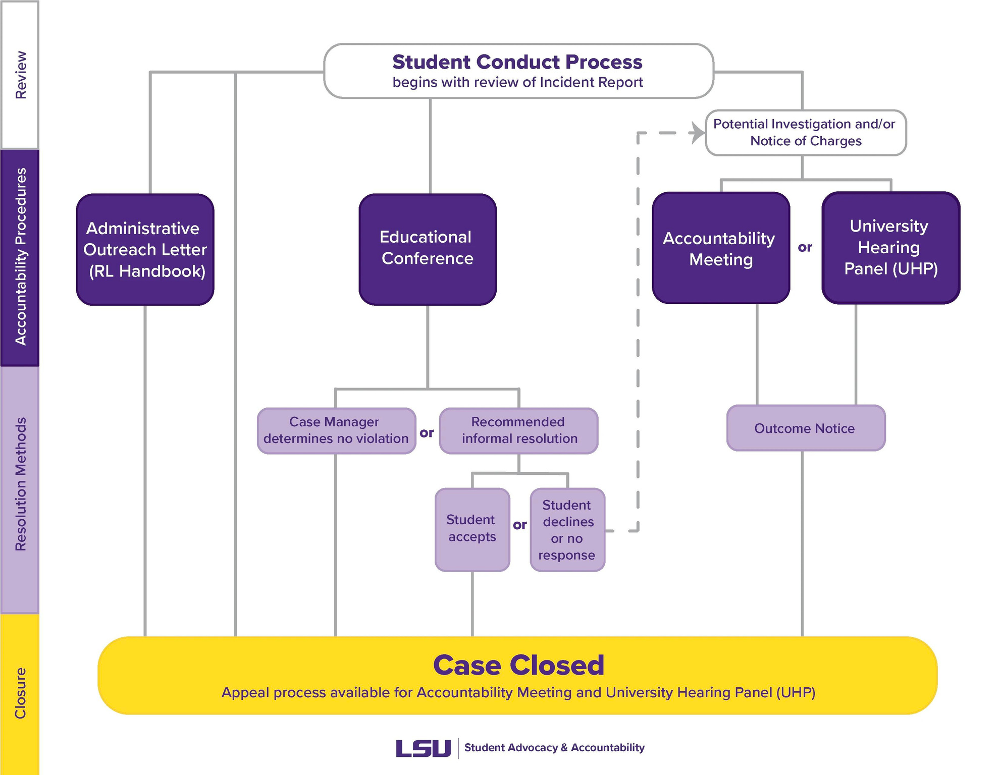 Review
Accountability Procedures
Resolution Methods
Closure
Student Conduct Process
begins with review of Incident Report
Potential Investigation and/or
Notice of Charges
Administrative
Outreach Letter
(RL Handbook)
Educational
Conference
Accountability
Meeting
or
University
Hearing
Panel (UHP)
Case Manager
determines no violation
or
Recommended
informal resolution
Outcome Notice
Student
accepts
or
Student
declines
or no
response
Case Closed
Appeal process available for Accountability Meeting and University Hearing Panel (UHP)
LSU
Student Advocacy & Accountability